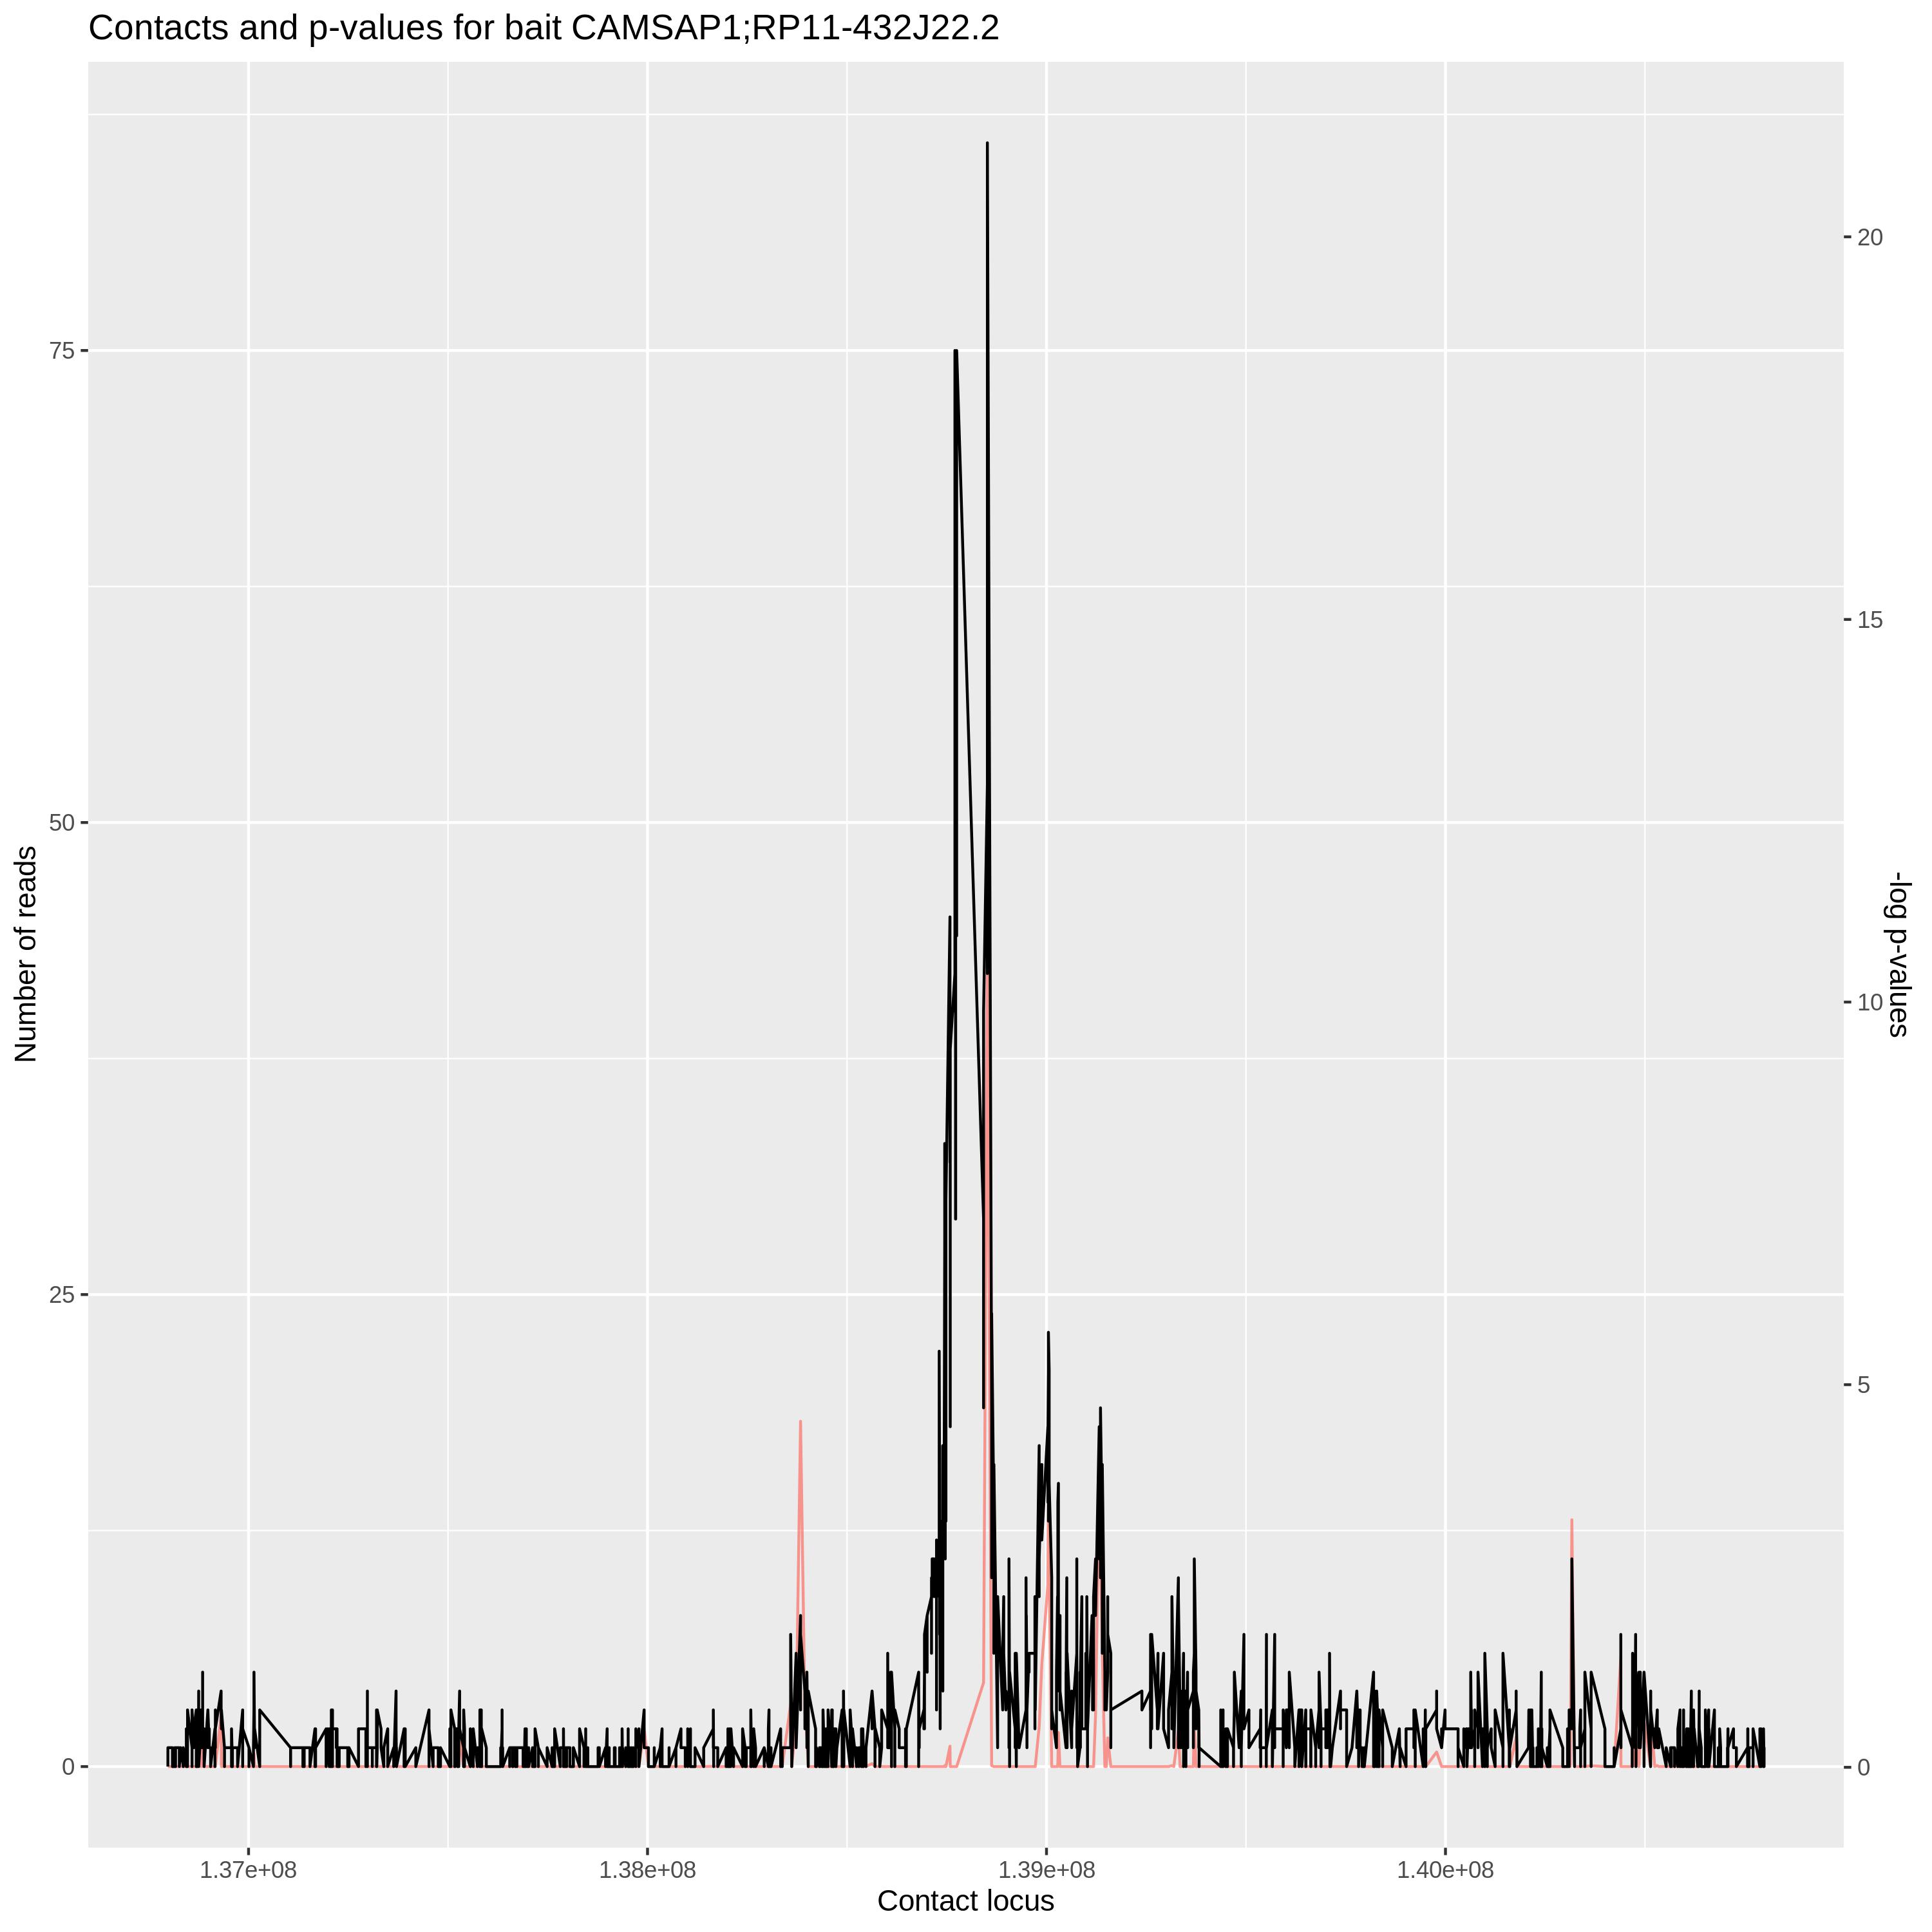 Contacts and p-values for bait CAMSAP1;RP11-432J22.2
Number of reads
75
50
25
0
20
15
10
5
0
-log p-values
1.37e+08
1.38e+08
1.39e+08
1.40e+08
Contact locus